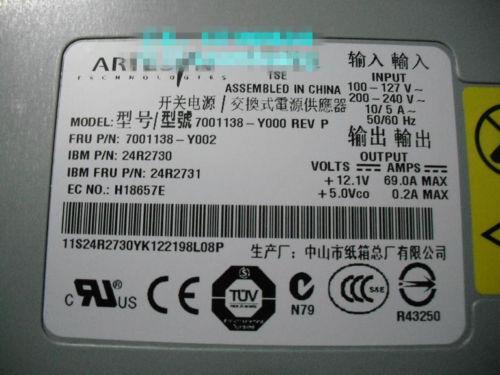 TECHNOLOGIES
TSE
ASSEMBLED IN CHINA
开关电源/交換式電源供應器
MODEL: 型号/型號 7001138-Y000 REV P
FRU P/N: 7001138-Y002
IBM P/N: 24R2730
IBM FRU P/N: 24R2731
EC NO.: H18657E
输入 輸入
INPUT
100-127 V~
200-240 V~
10/5 A~
50/60 Hz
输出 輸出
OUTPUT
VOLTS AMPS
+12.1V 69.0A MAX
+5.0Vco 0.2A MAX
11S24R2730YK122198L08P
生产厂: 中山市纸箱总厂有限公司
C UL US
TÜV
N
N79
CCC
S&E
R43250